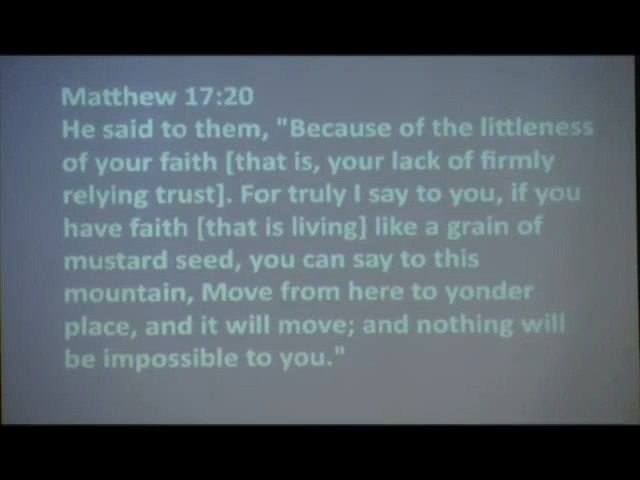 Matthew 17:20
He said to them, "Because of the littleness
of your faith [that is, your lack of firmly
relying trust]. For truly I say to you, if you
have faith [that is living] like a grain of
mustard seed, you can say to this
mountain, Move from here to yonder
place, and it will move; and nothing will
be impossible to you."